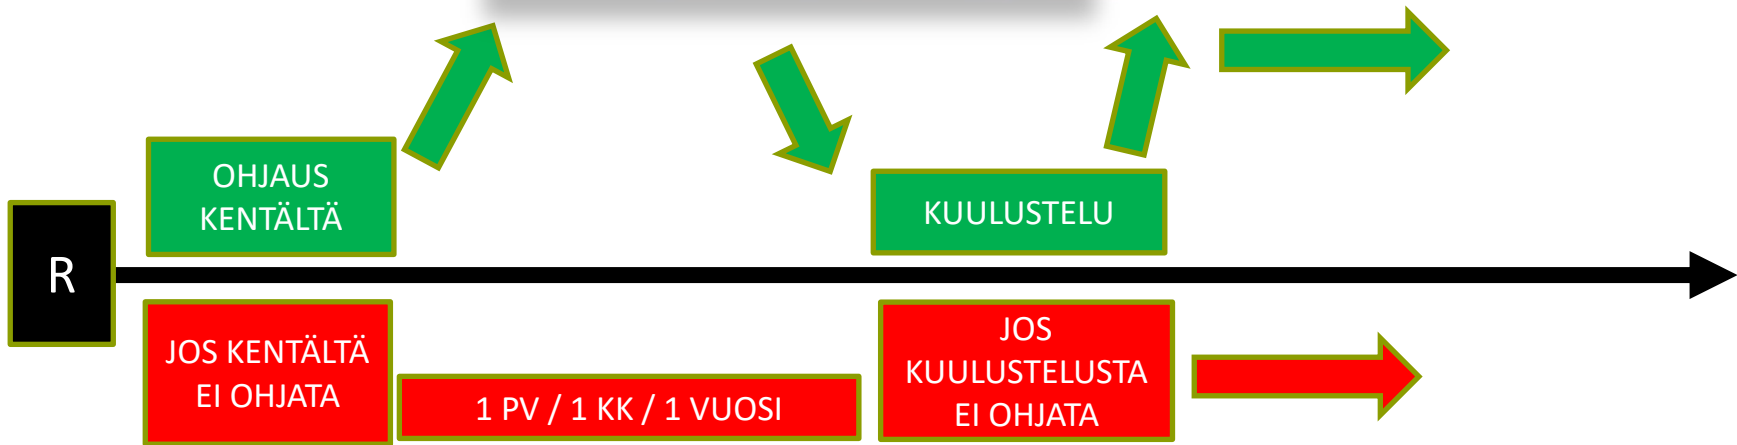 OHJAUS
KENTÄLTÄ
KUULUSTELU
R
JOS KENTÄLTÄ
EI OHJATA
1 PV / 1 KK / 1 VUOSI
JOS
KUULUSTELUSTA
EI OHJATA